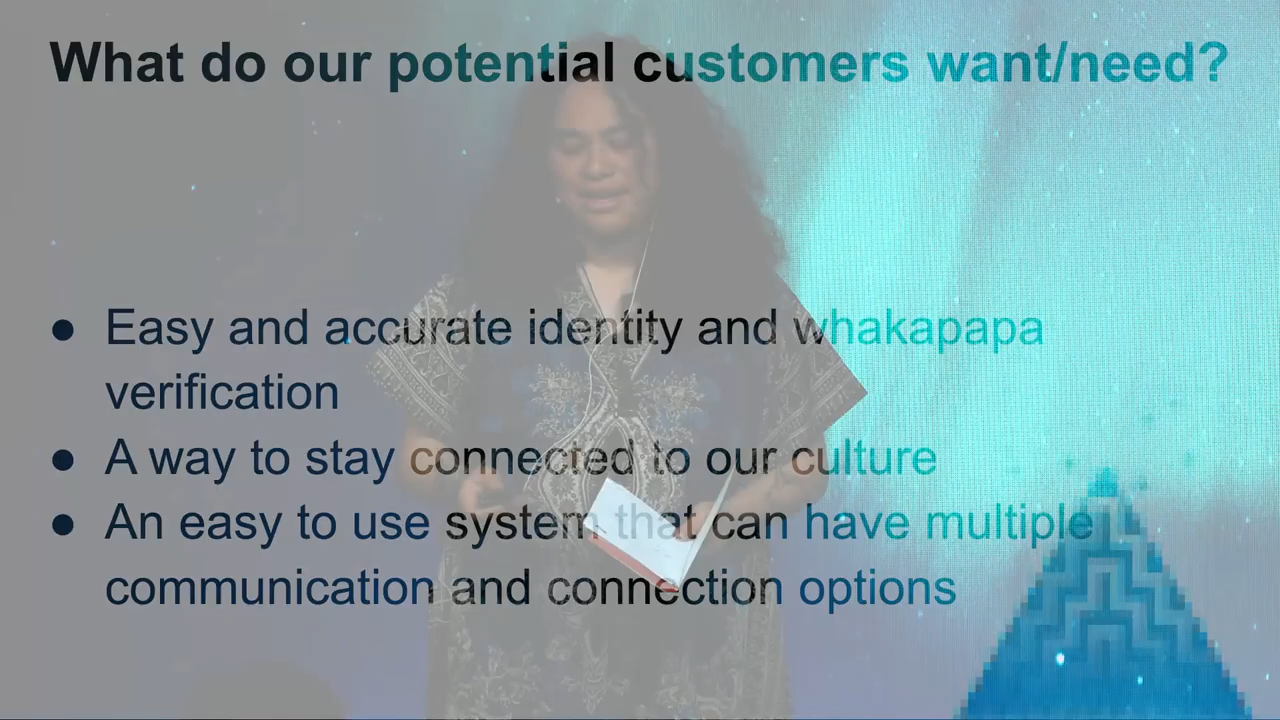 What do our potential customers want/need?
● Easy and accurate identity and whakapapa
verification
● A way to stay connected to our culture
● An easy to use system that can have multiple
communication and connection options